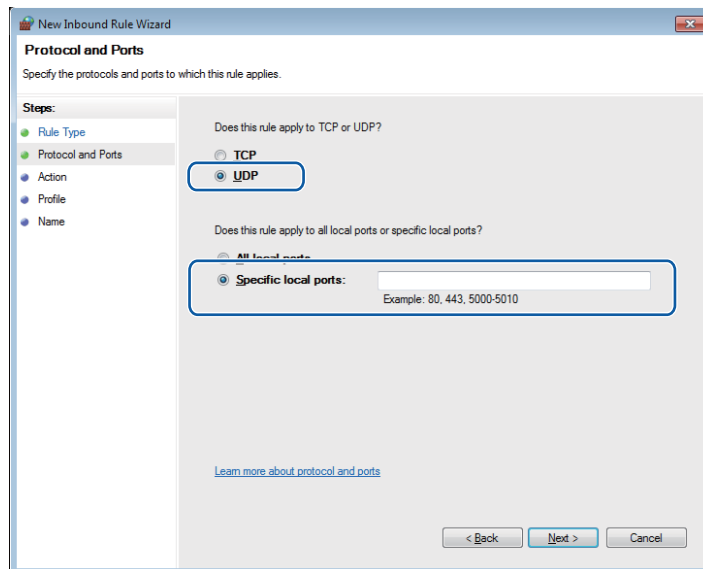 New Inbound Rule Wizard
Protocol and Ports
Specify the protocols and ports to which this rule applies.
Steps:
Rule Type
Protocol and Ports
Action
Profile
Name
Does this rule apply to TCP or UDP?
TCP
UDP
Does this rule apply to all local ports or specific local ports?
All local ports
Specific local ports:
Example: 80, 443, 5000-5010
Learn more about protocol and ports
< Back
Next >
Cancel